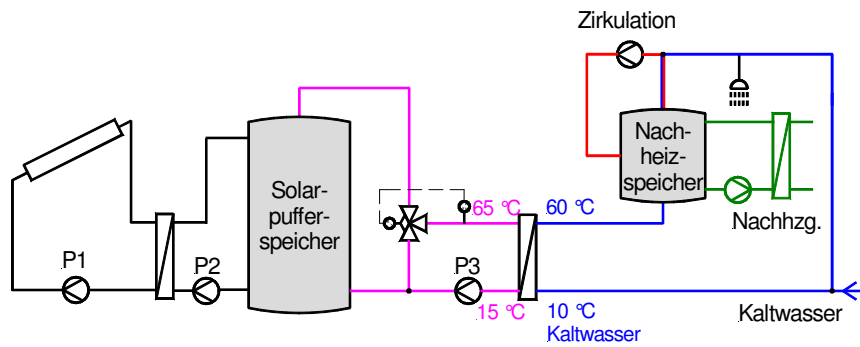 Zirkulation
Nach-
heiz-
speicher
Nachhzg.
Solar-
puffer-
speicher
65 °C
60 °C
P1
P2
P3
15 °C
10 °C
Kaltwasser
Kaltwasser